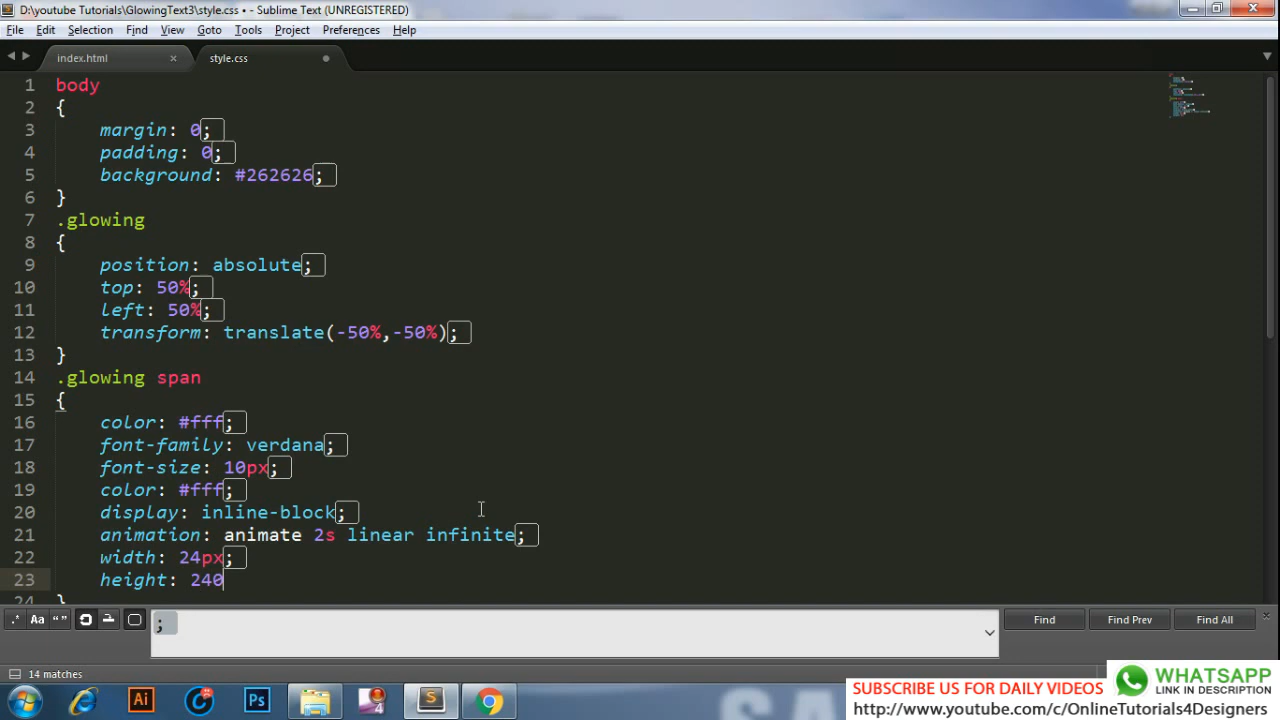 D:\youtube Tutorials\GlowingText3\style.css • - Sublime Text (UNREGISTERED)
File Edit Selection Find View Goto Tools Project Preferences Help
index.html × style.css
1 body
2 {
3 margin: 0;
4 padding: 0;
5 background: #262626;
6 }
7 .glowing
8 {
9 position: absolute;
10 top: 50%;
11 left: 50%;
12 transform: translate(-50%,-50%);
13 }
14 .glowing span
15 {
16 color: #fff;
17 font-family: verdana;
18 font-size: 10px;
19 color: #fff;
20 display: inline-block;
21 animation: animate 2s linear infinite;
22 width: 24px;
23 height: 240
24 }
.* Aa “ ” ; Find Find Prev Find All
14 matches
WHATSAPP
LINK IN DESCRIPTION
Ai Ps S
SUBSCRIBE US FOR DAILY VIDEOS
http://www.youtube.com/c/OnlineTutorials4Designers